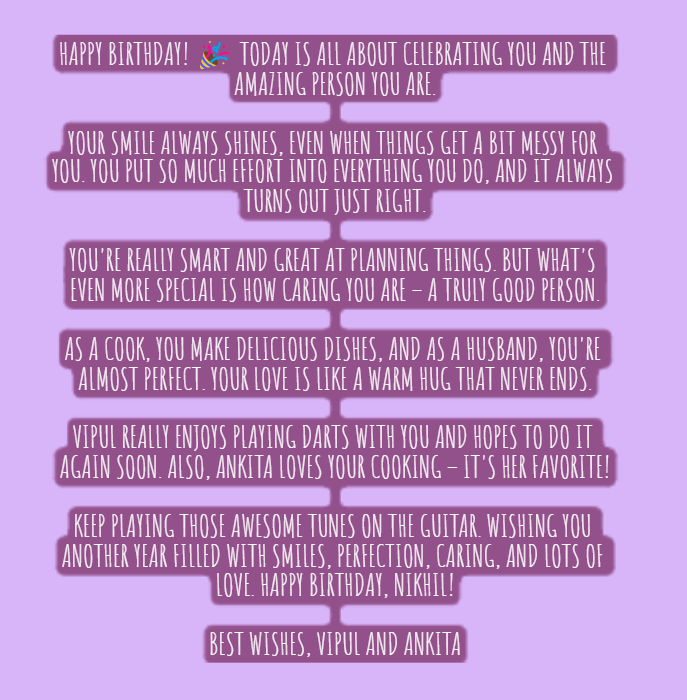 HAPPY BIRTHDAY! 🎉 TODAY IS ALL ABOUT CELEBRATING YOU AND THE
AMAZING PERSON YOU ARE.
YOUR SMILE ALWAYS SHINES, EVEN WHEN THINGS GET A BIT MESSY FOR
YOU. YOU PUT SO MUCH EFFORT INTO EVERYTHING YOU DO, AND IT ALWAYS
TURNS OUT JUST RIGHT.
YOU'RE REALLY SMART AND GREAT AT PLANNING THINGS. BUT WHAT'S
EVEN MORE SPECIAL IS HOW CARING YOU ARE – A TRULY GOOD PERSON.
AS A COOK, YOU MAKE DELICIOUS DISHES, AND AS A HUSBAND, YOU'RE
ALMOST PERFECT. YOUR LOVE IS LIKE A WARM HUG THAT NEVER ENDS.
VIPUL REALLY ENJOYS PLAYING DARTS WITH YOU AND HOPES TO DO IT
AGAIN SOON. ALSO, ANKITA LOVES YOUR COOKING – IT'S HER FAVORITE!
KEEP PLAYING THOSE AWESOME TUNES ON THE GUITAR. WISHING YOU
ANOTHER YEAR FILLED WITH SMILES, PERFECTION, CARING, AND LOTS OF
LOVE. HAPPY BIRTHDAY, NIKHIL!
BEST WISHES, VIPUL AND ANKITA